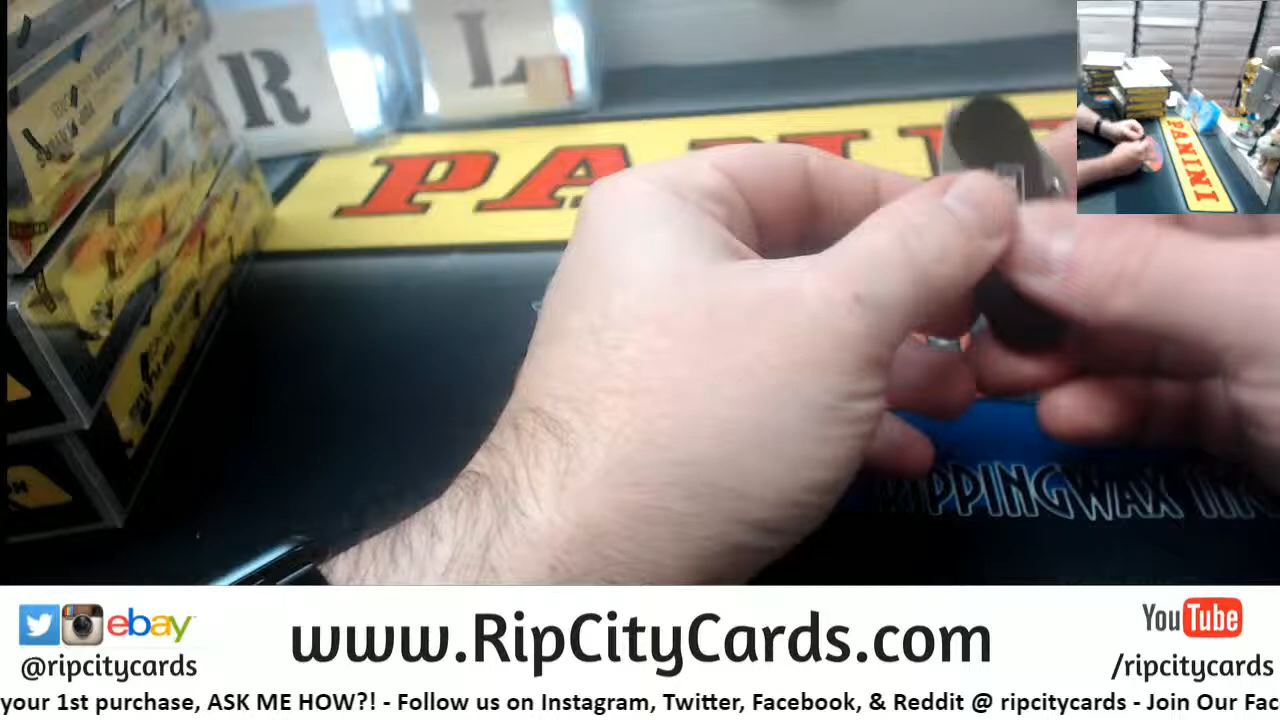 R L
PANINI
PANINI
RIPPINGWAX
ebay
@ripcitycards
www.RipCityCards.com
YouTube
/ripcitycards
your 1st purchase, ASK ME HOW?! - Follow us on Instagram, Twitter, Facebook, & Reddit @ ripcitycards - Join Our Fac